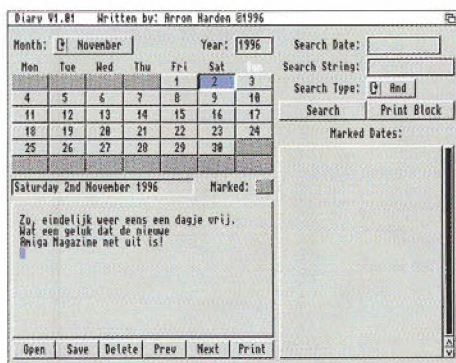 Diary V1.01 Written by: Arron Harden ©1996
Month: November Year: 1996
Mon Tue Wed Thu Fri Sat Sun
1 2 3
4 5 6 7 8 9 10
11 12 13 14 15 16 17
18 19 20 21 22 23 24
25 26 27 28 29 30
Saturday 2nd November 1996 Marked:
Zo, eindelijk weer eens een dagje vrij.
Wat een geluk dat de nieuwe
Amiga Magazine net uit is!
Open Save Delete Prev Next Print
Search Date:
Search String:
Search Type: And
Search Print Block
Marked Dates: